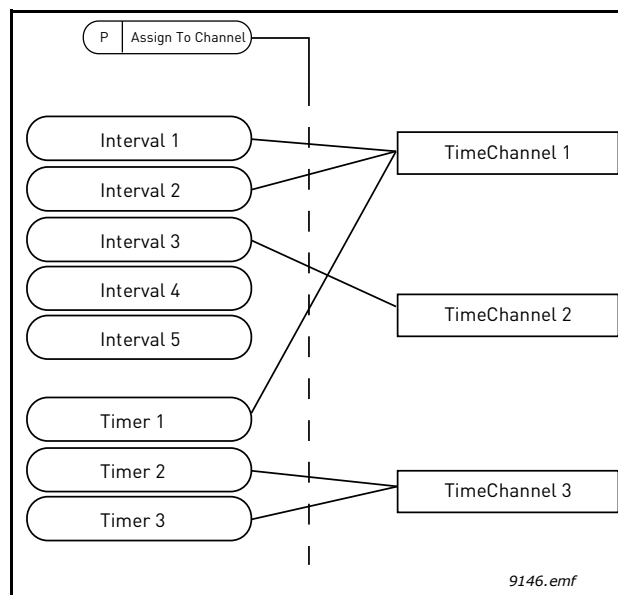 P Assign To Channel
Interval 1
TimeChannel 1
Interval 2
Interval 3
Interval 4
TimeChannel 2
Interval 5
Timer 1
Timer 2
TimeChannel 3
Timer 3
9146.emf